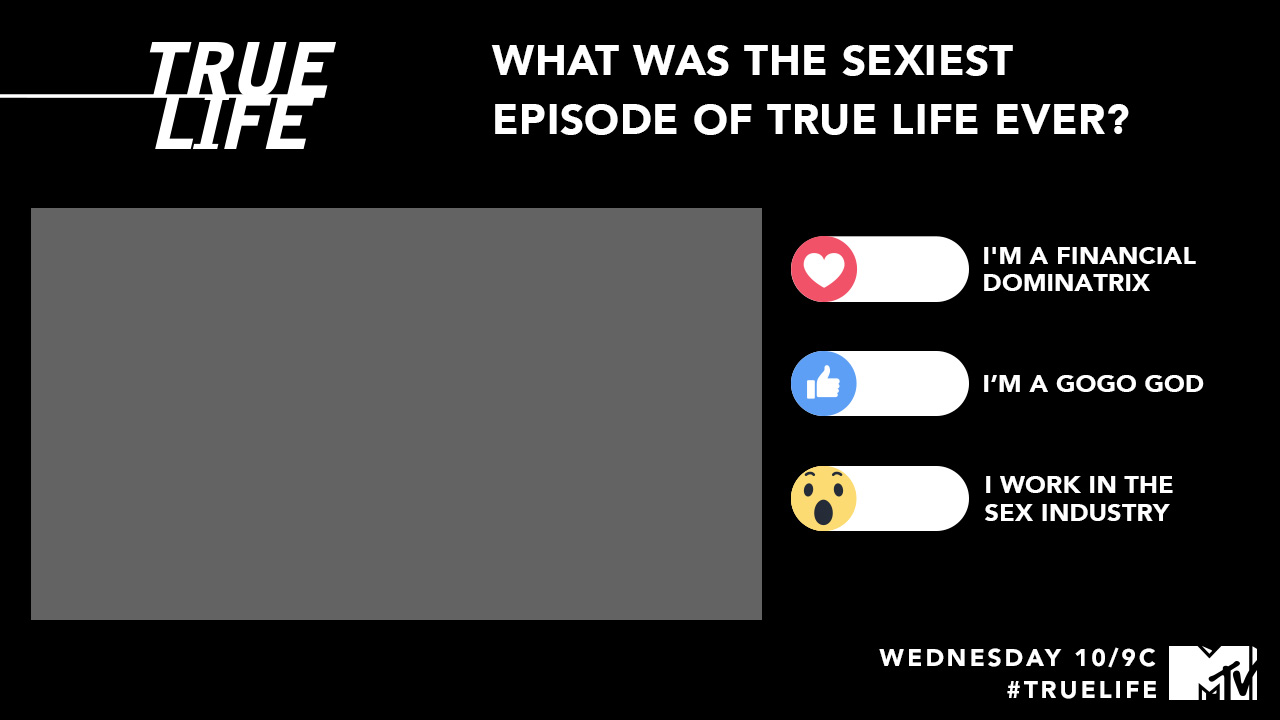 TRUE
LIFE
WHAT WAS THE SEXIEST
EPISODE OF TRUE LIFE EVER?
I'M A FINANCIAL
DOMINATRIX
I’M A GOGO GOD
I WORK IN THE
SEX INDUSTRY
WEDNESDAY 10/9C
#TRUELIFE
MTV